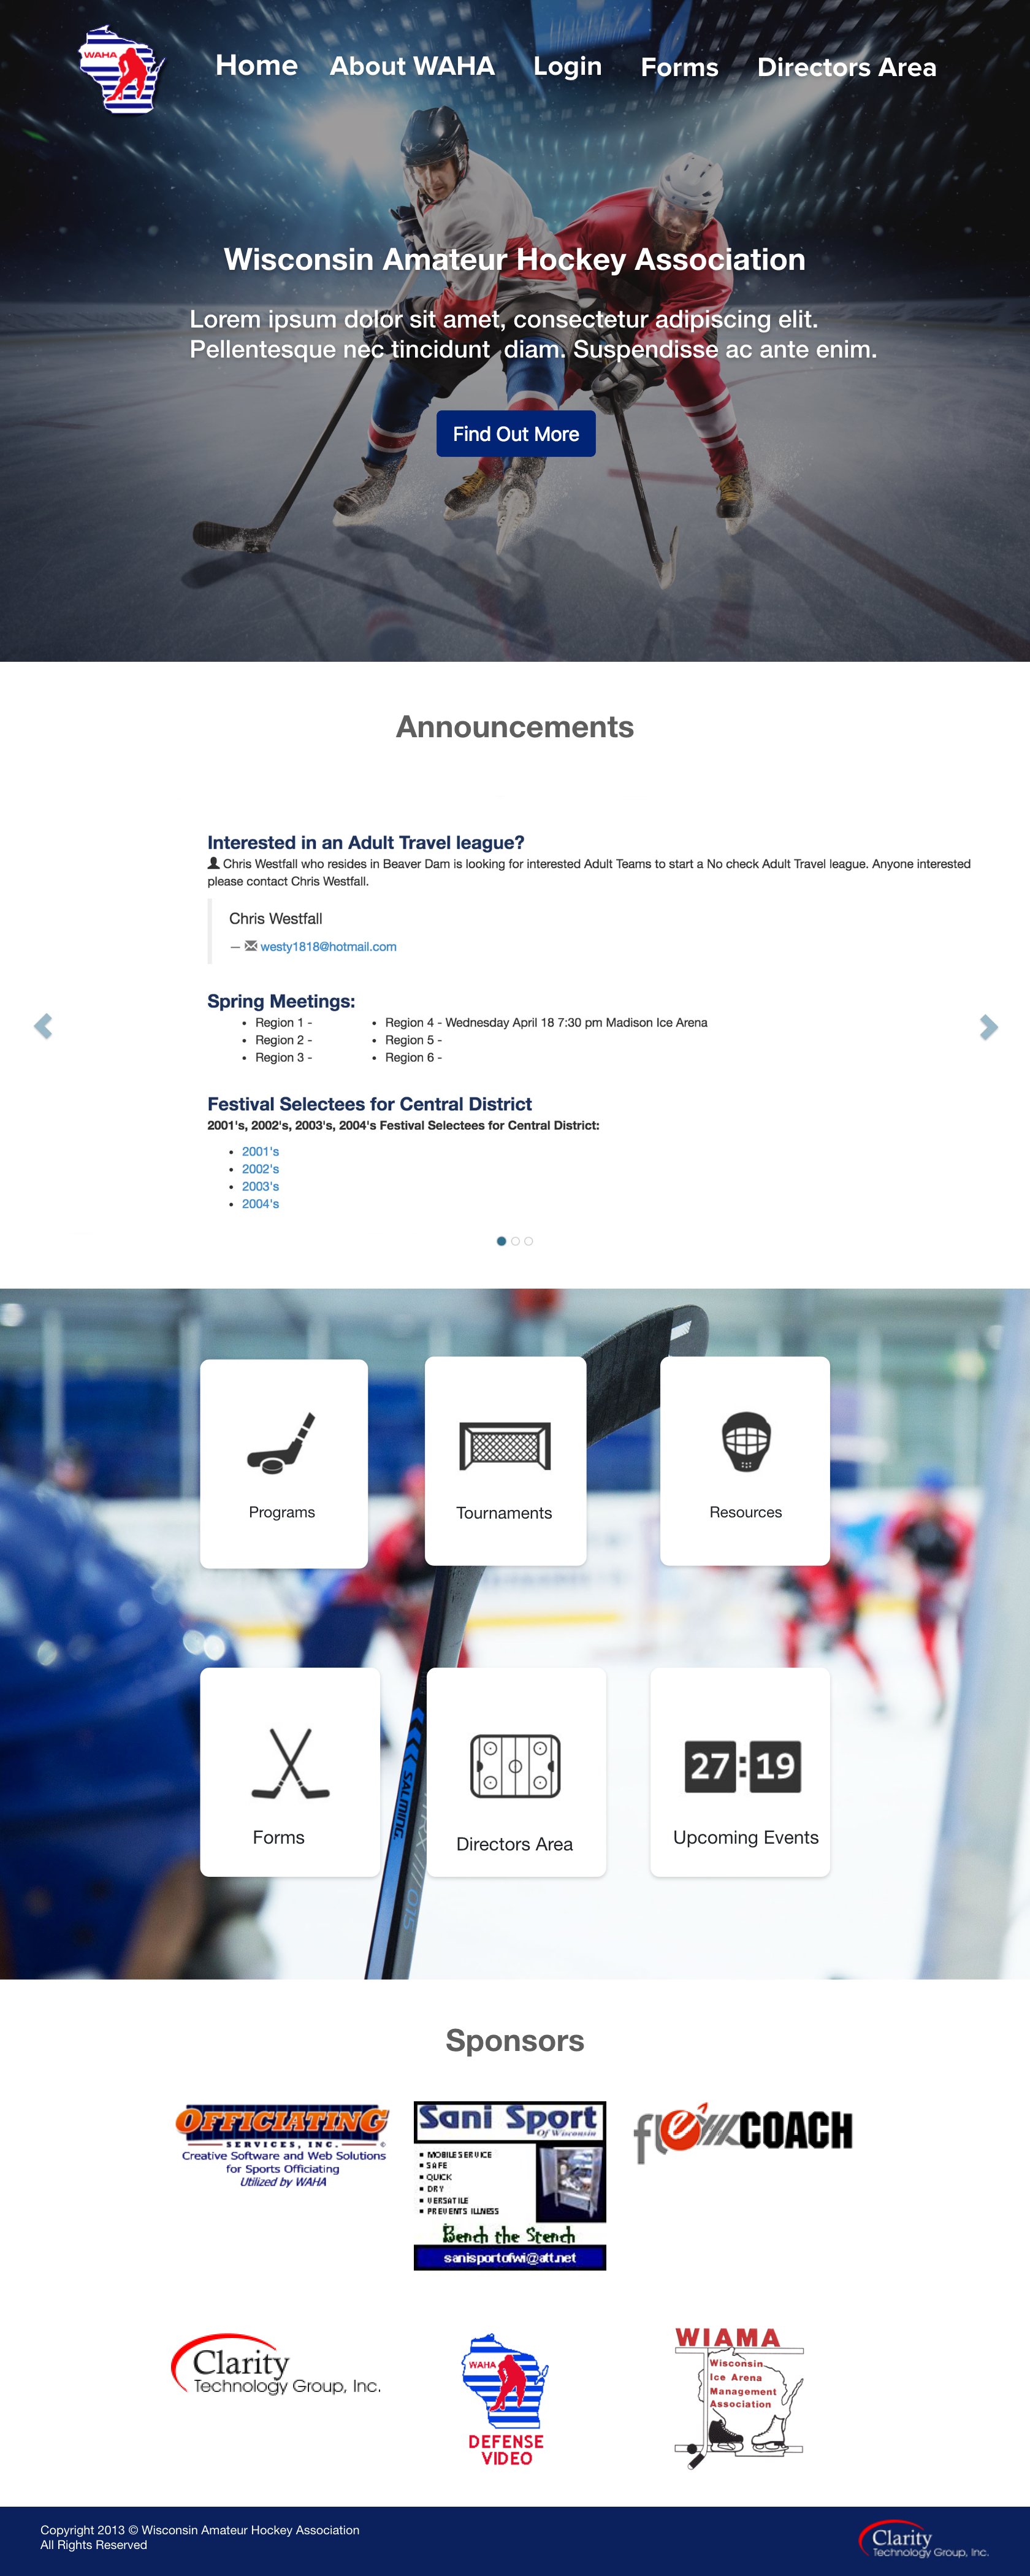 WAHA
Home About WAHA Login Forms Directors Area
Wisconsin Amateur Hockey Association
Lorem ipsum dolor sit amet, consectetur adipiscing elit.
Pellentesque nec tincidunt diam. Suspendisse ac ante enim.
Find Out More
Announcements
Interested in an Adult Travel league?
Chris Westfall who resides in Beaver Dam is looking for interested Adult Teams to start a No check Adult Travel league. Anyone interested
please contact Chris Westfall.
Chris Westfall
— westy1818@hotmail.com
Spring Meetings:
• Region 1 -
• Region 2 -
• Region 3 -
• Region 4 - Wednesday April 18 7:30 pm Madison Ice Arena
• Region 5 -
• Region 6 -
Festival Selectees for Central District
2001's, 2002's, 2003's, 2004's Festival Selectees for Central District:
• 2001's
• 2002's
• 2003's
• 2004's
Programs
Tournaments
Resources
27:19
Forms
Directors Area
Upcoming Events
SALMING.
015
Sponsors
OFFICIATING
SERVICES, INC. ©
Creative Software and Web Solutions
for Sports Officiating
Utilized by WAHA
Sani Sport
Of Wisconsin
▪ MOBILE SERVICE
▪ SAFE
▪ QUICK
▪ DRY
▪ VERSATILE
▪ PREVENTS ILLNESS
Bench the Stench
sanisportofwi@att.net
flexxCOACH
Clarity
Technology Group, Inc.
WAHA
DEFENSE
VIDEO
WIAMA
Wisconsin
Ice Arena
Management
Association
Copyright 2013 © Wisconsin Amateur Hockey Association
All Rights Reserved
Clarity
Technology Group, Inc.